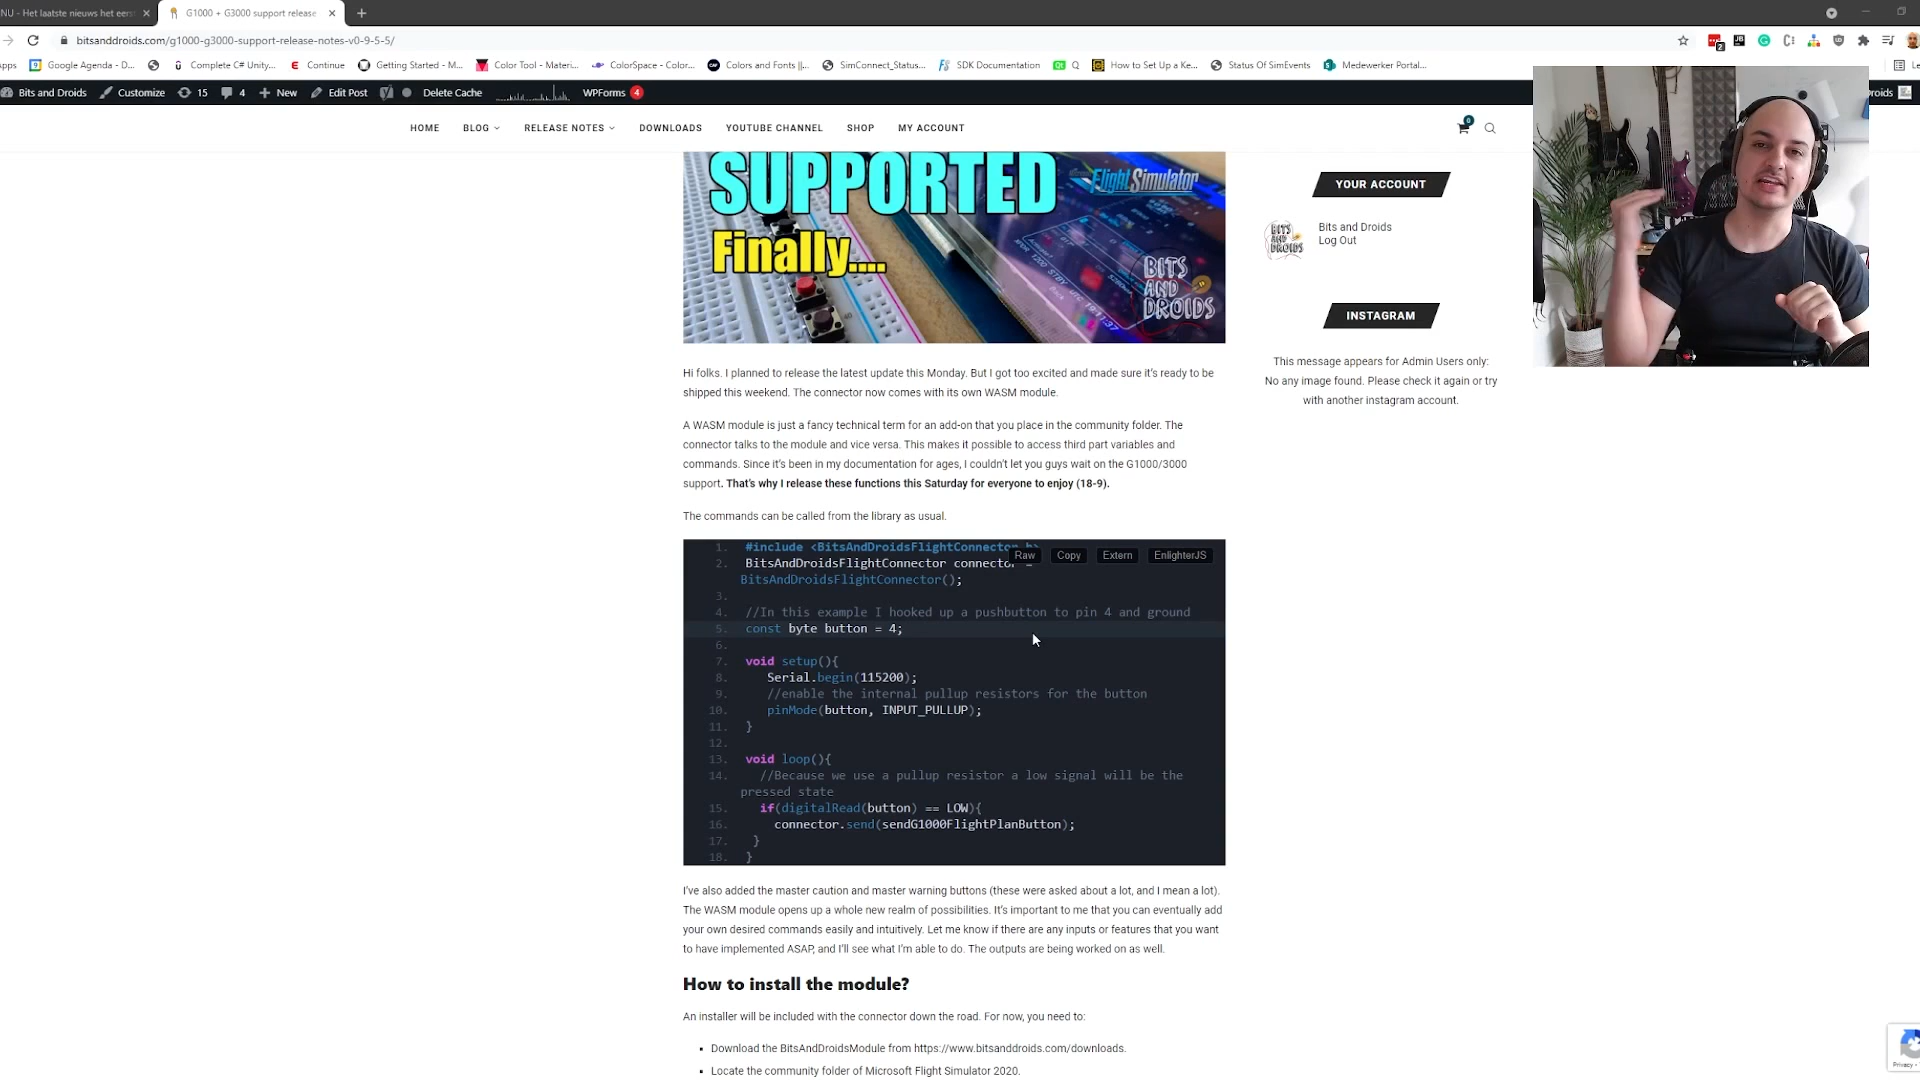 NU - Het laatste nieuws het eers
G1000 + G3000 support release
bitsanddroids.com/g1000-g3000-support-release-notes-v0-9-5-5/
2
pps
Google Agenda - D...
Complete C# Unity...
Continue
Getting Started - M...
Color Tool - Materi...
ColorSpace - Color...
Colors and Fonts ||...
SimConnect_Status...
SDK Documentation
Q
How to Set Up a Ke...
Status Of SimEvents
Medewerker Portal...
Le
Bits and Droids
Customize
15
4
New
Edit Post
Delete Cache
WPForms 4
Droids
HOME
BLOG
RELEASE NOTES
DOWNLOADS
YOUTUBE CHANNEL
SHOP
MY ACCOUNT
0
SUPPORTED
Finally....
FlightSimulator
BITS
AND
DROIDS
YOUR ACCOUNT
BITS
AND
DROIDS
Bits and Droids
Log Out
INSTAGRAM
This message appears for Admin Users only:
No any image found. Please check it again or try
with another instagram account.
Hi folks. I planned to release the latest update this Monday. But I got too excited and made sure it's ready to
shipped this weekend. The connector now comes with its own WASM module.
A WASM module is just a fancy technical term for an add-on that you place in the community folder. The
connector talks to the module and vice versa. This makes it possible to access third part variables and
commands. Since it's been in my documentation for ages, I couldn't let you guys wait on the G1000/3000
support. That's why I release these functions this Saturday for everyone to enjoy (18-9).
The commands can be called from the library as usual.
Raw
Copy
Extern
EnlighterJS
1. #include <BitsAndDroidsFlightConnector.h>
2. BitsAndDroidsFlightConnector connector =
BitsAndDroidsFlightConnector();
3.
4. //In this example I hooked up a pushbutton to pin 4 and ground
5. const byte button = 4;
6.
7. void setup(){
8. Serial.begin(115200);
9. //enable the internal pullup resistors for the button
10. pinMode(button, INPUT_PULLUP);
11. }
12.
13. void loop(){
14. //Because we use a pullup resistor a low signal will be the
pressed state
15. if(digitalRead(button) == LOW){
16. connector.send(sendG1000FlightPlanButton);
17. }
18. }
I've also added the master caution and master warning buttons (these were asked about a lot, and I mean a lot).
The WASM module opens up a whole new realm of possibilities. It's important to me that you can eventually add
your own desired commands easily and intuitively. Let me know if there are any inputs or features that you want
to have implemented ASAP, and I'll see what I'm able to do. The outputs are being worked on as well.
How to install the module?
An installer will be included with the connector down the road. For now, you need to:
▪ Download the BitsAndDroidsModule from https://www.bitsanddroids.com/downloads.
▪ Locate the community folder of Microsoft Flight Simulator 2020.
Privacy -